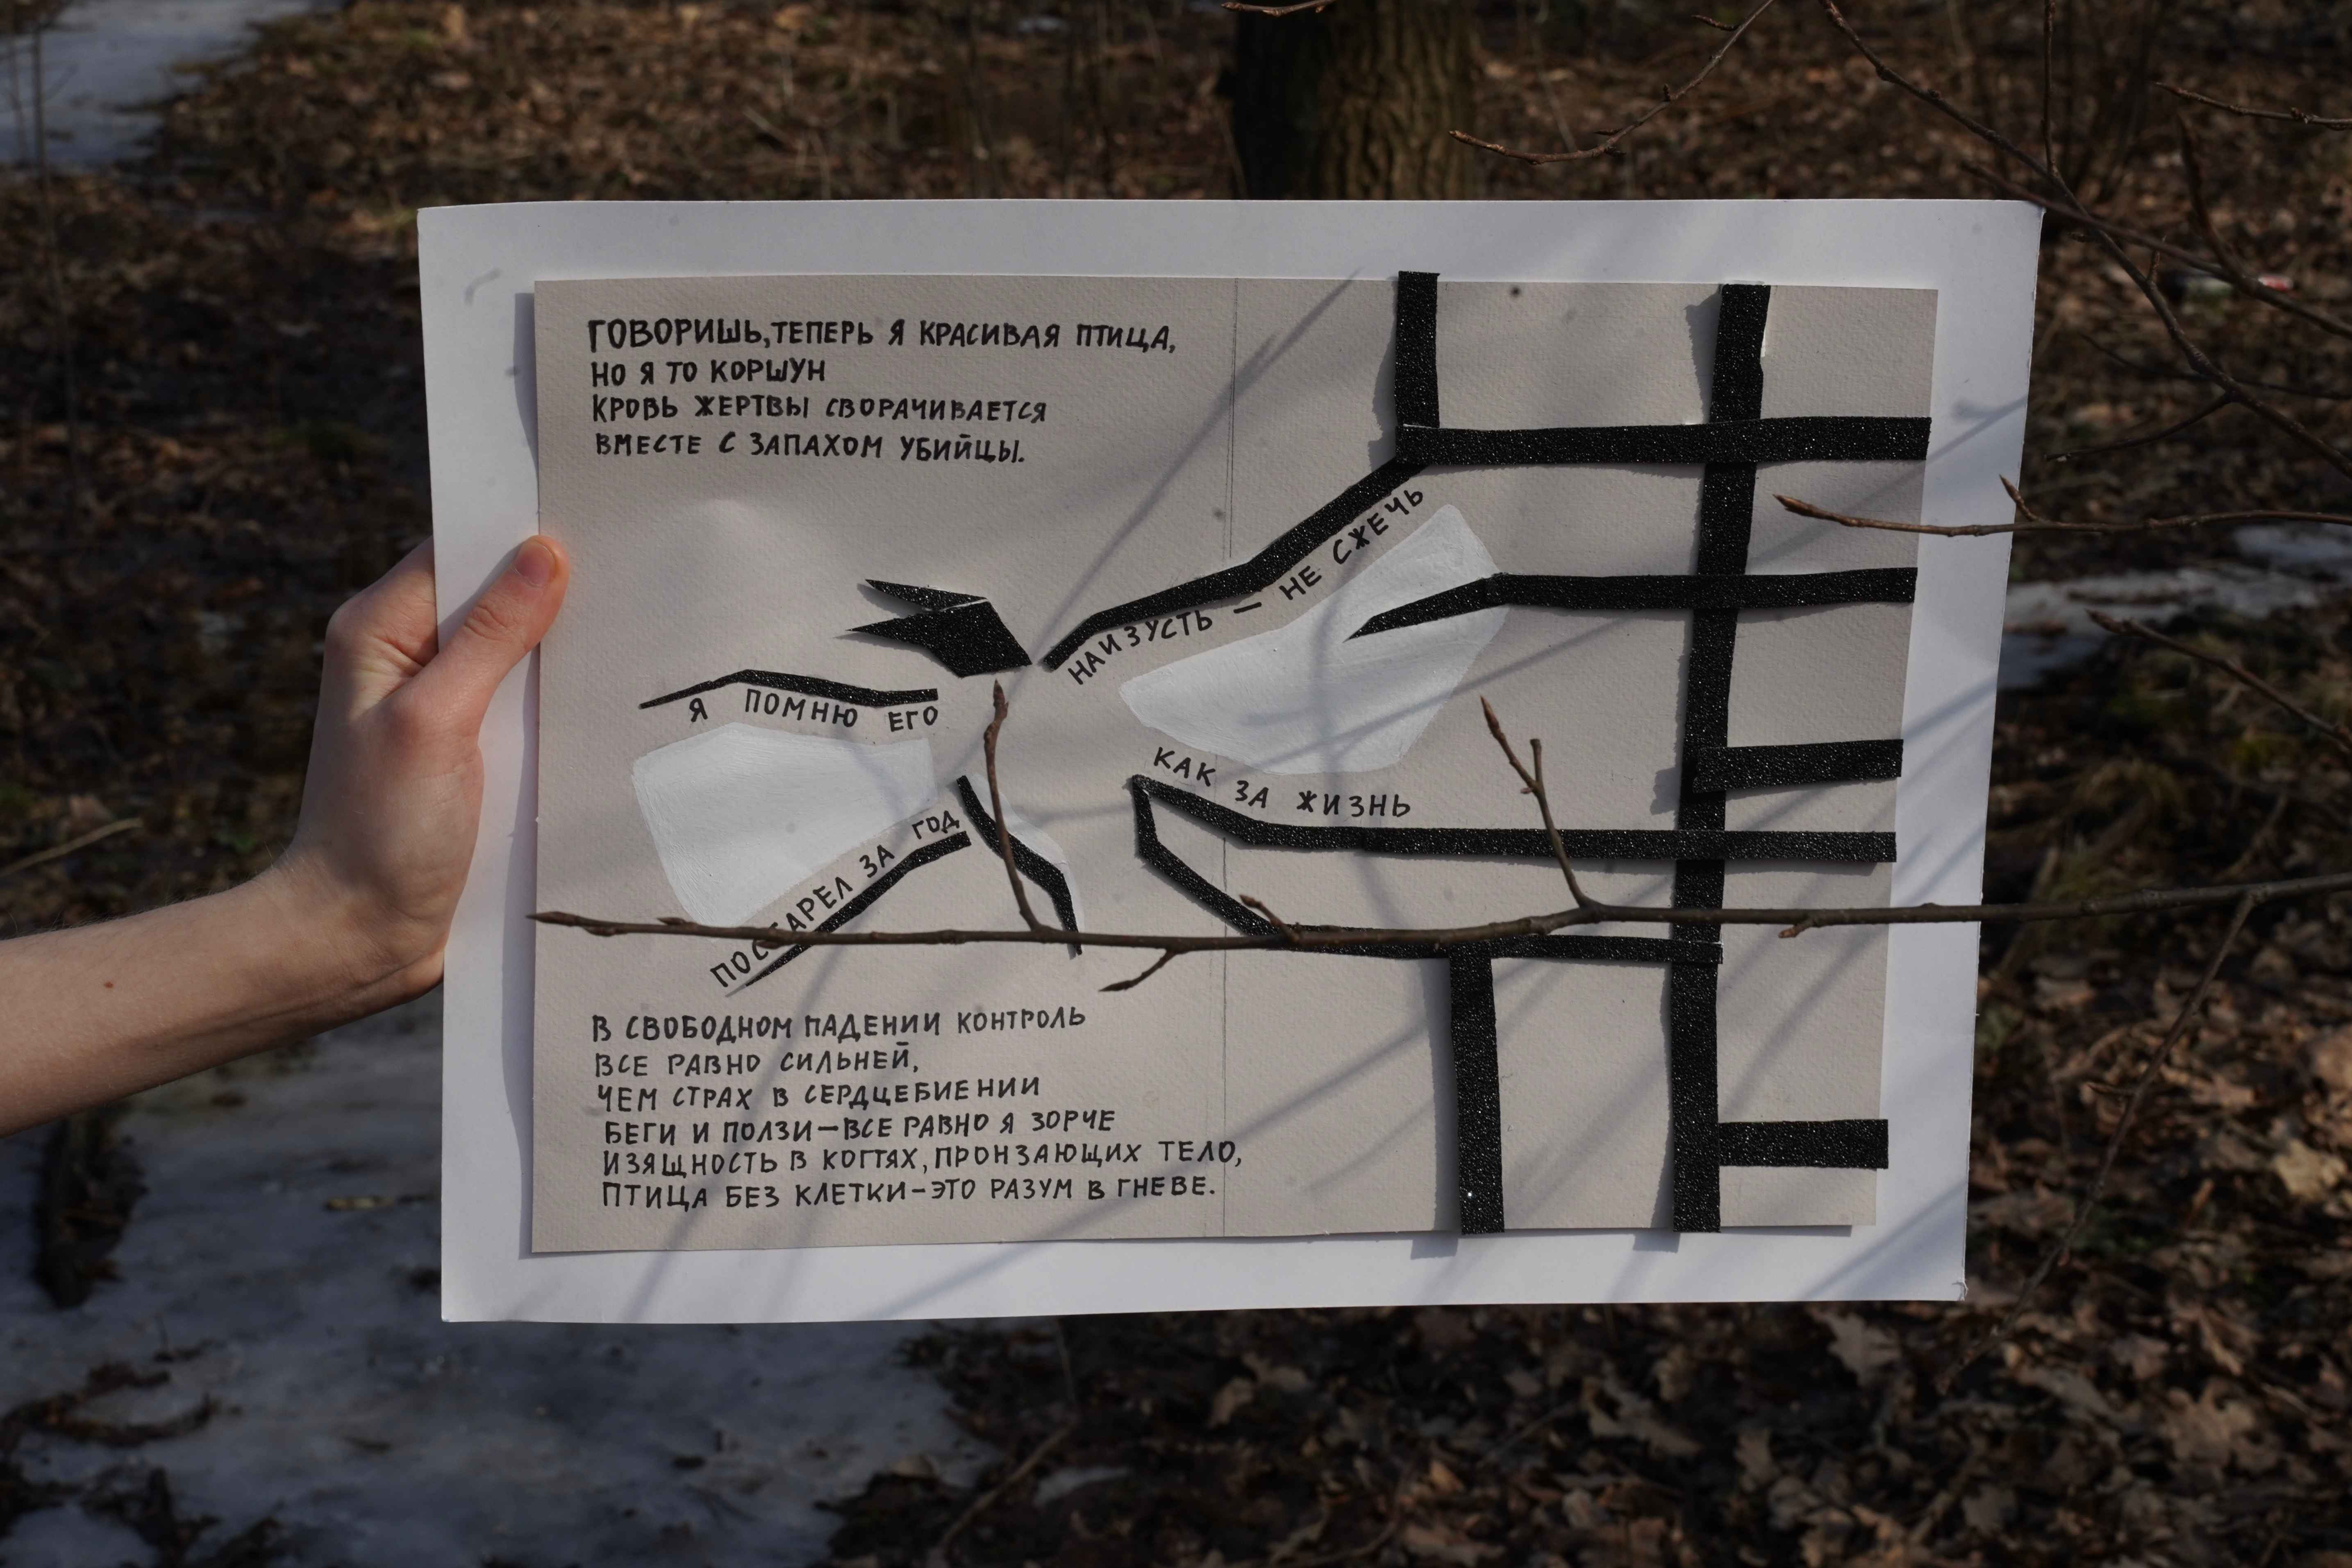 ГОВОРИШЬ, ТЕПЕРЬ Я КРАСИВАЯ ПТИЦА,
НО Я ТО КОРШУН
КРОВЬ ЖЕРТВЫ СВОРАЧИВАЕТСЯ
ВМЕСТЕ С ЗАПАХОМ УБИЙЦЫ.
Я ПОМНЮ ЕГО
НАИЗУСТЬ — НЕ СЖЕЧЬ
ПОСТАРЕЛ ЗА ГОД
КАК ЗА ЖИЗНЬ
В СВОБОДНОМ ПАДЕНИИ КОНТРОЛЬ
ВСЕ РАВНО СИЛЬНЕЙ,
ЧЕМ СТРАХ В СЕРДЦЕБИЕНИИ
БЕГИ И ПОЛЗИ — ВСЕ РАВНО Я ЗОРЧЕ
ИЗЯЩНОСТЬ В КОГТЯХ, ПРОНЗАЮЩИХ ТЕЛО,
ПТИЦА БЕЗ КЛЕТКИ - ЭТО РАЗУМ В ГНЕВЕ.